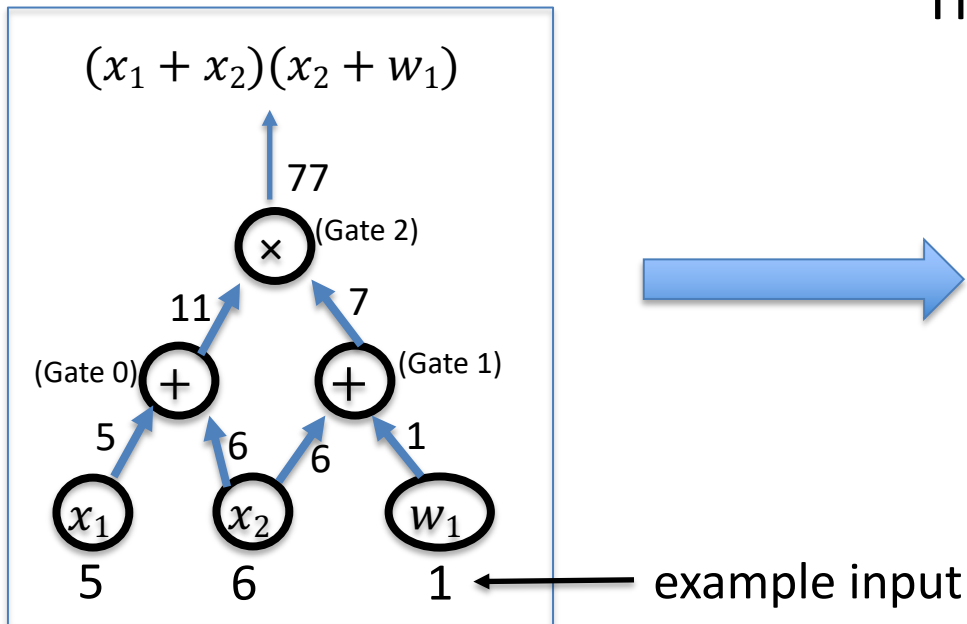 (x₁ + x₂)(x₂ + w₁)
77
(Gate 2)
×
11
7
(Gate 0)
+
+
(Gate 1)
5
6
6
1
x₁
x₂
w₁
5
6
1
example input